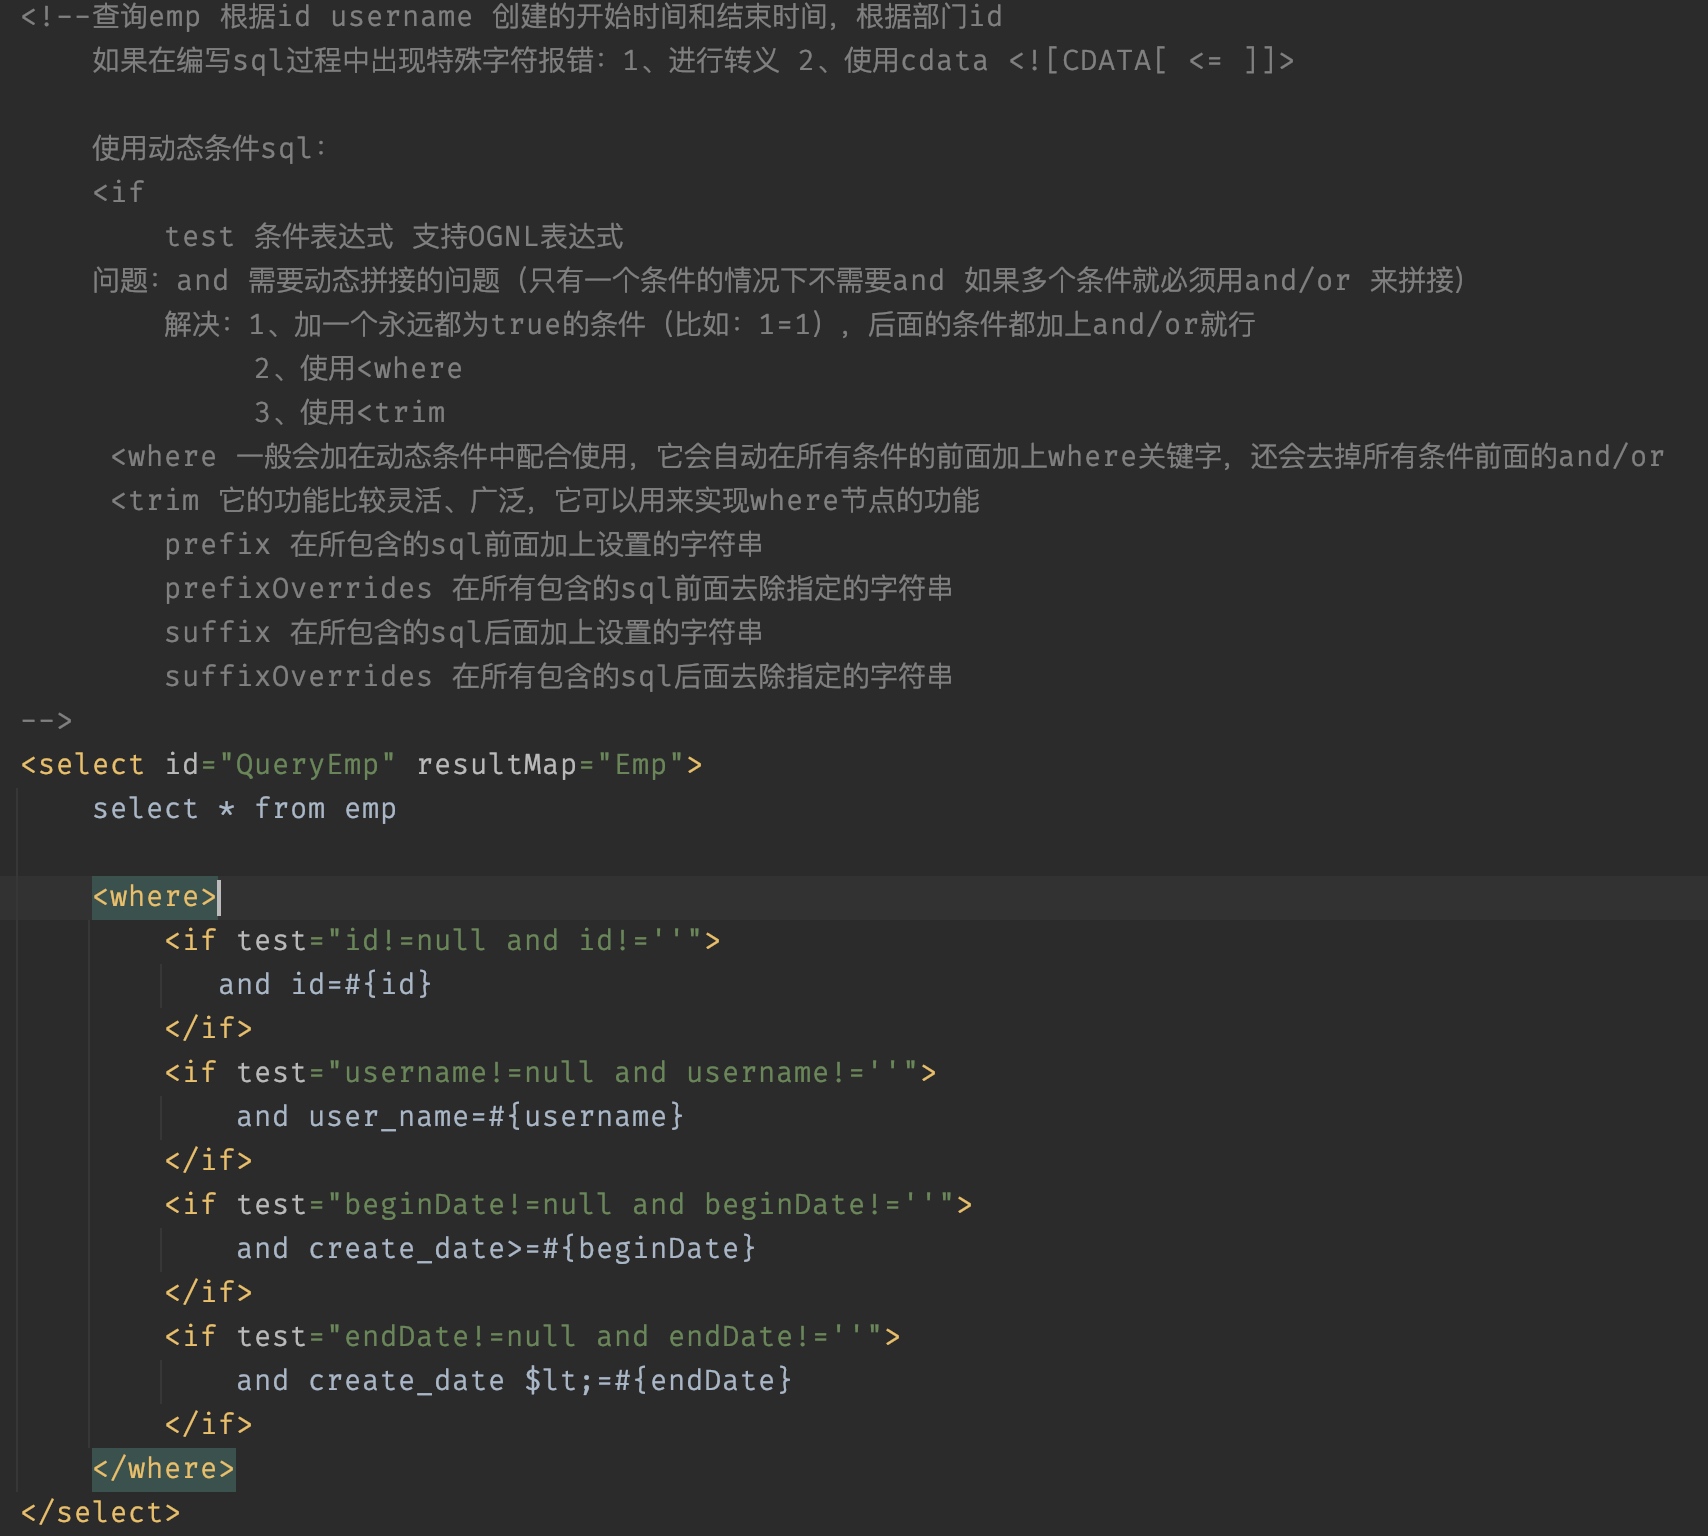 <!--查询emp 根据id username 创建的开始时间和结束时间，根据部门id
如果在编写sql过程中出现特殊字符报错：1、进行转义 2、使用cdata <![CDATA[ <= ]]>
使用动态条件sql：
<if
test 条件表达式 支持OGNL表达式
问题：and 需要动态拼接的问题（只有一个条件的情况下不需要and 如果多个条件就必须用and/or 来拼接）
解决：1、加一个永远都为true的条件（比如：1=1），后面的条件都加上and/or就行
2、使用<where
3、使用<trim
<where 一般会加在动态条件中配合使用，它会自动在所有条件的前面加上where关键字，还会去掉所有条件前面的and/or
<trim 它的功能比较灵活、广泛，它可以用来实现where节点的功能
prefix 在所包含的sql前面加上设置的字符串
prefixOverrides 在所有包含的sql前面去除指定的字符串
suffix 在所包含的sql后面加上设置的字符串
suffixOverrides 在所有包含的sql后面去除指定的字符串
-->
<select id="QueryEmp" resultMap="Emp">
select * from emp
<where>
<if test="id!=null and id!=''">
and id=#{id}
</if>
<if test="username!=null and username!=''">
and user_name=#{username}
</if>
<if test="beginDate!=null and beginDate!=''">
and create_date>=#{beginDate}
</if>
<if test="endDate!=null and endDate!=''">
and create_date $lt;=#{endDate}
</if>
</where>
</select>